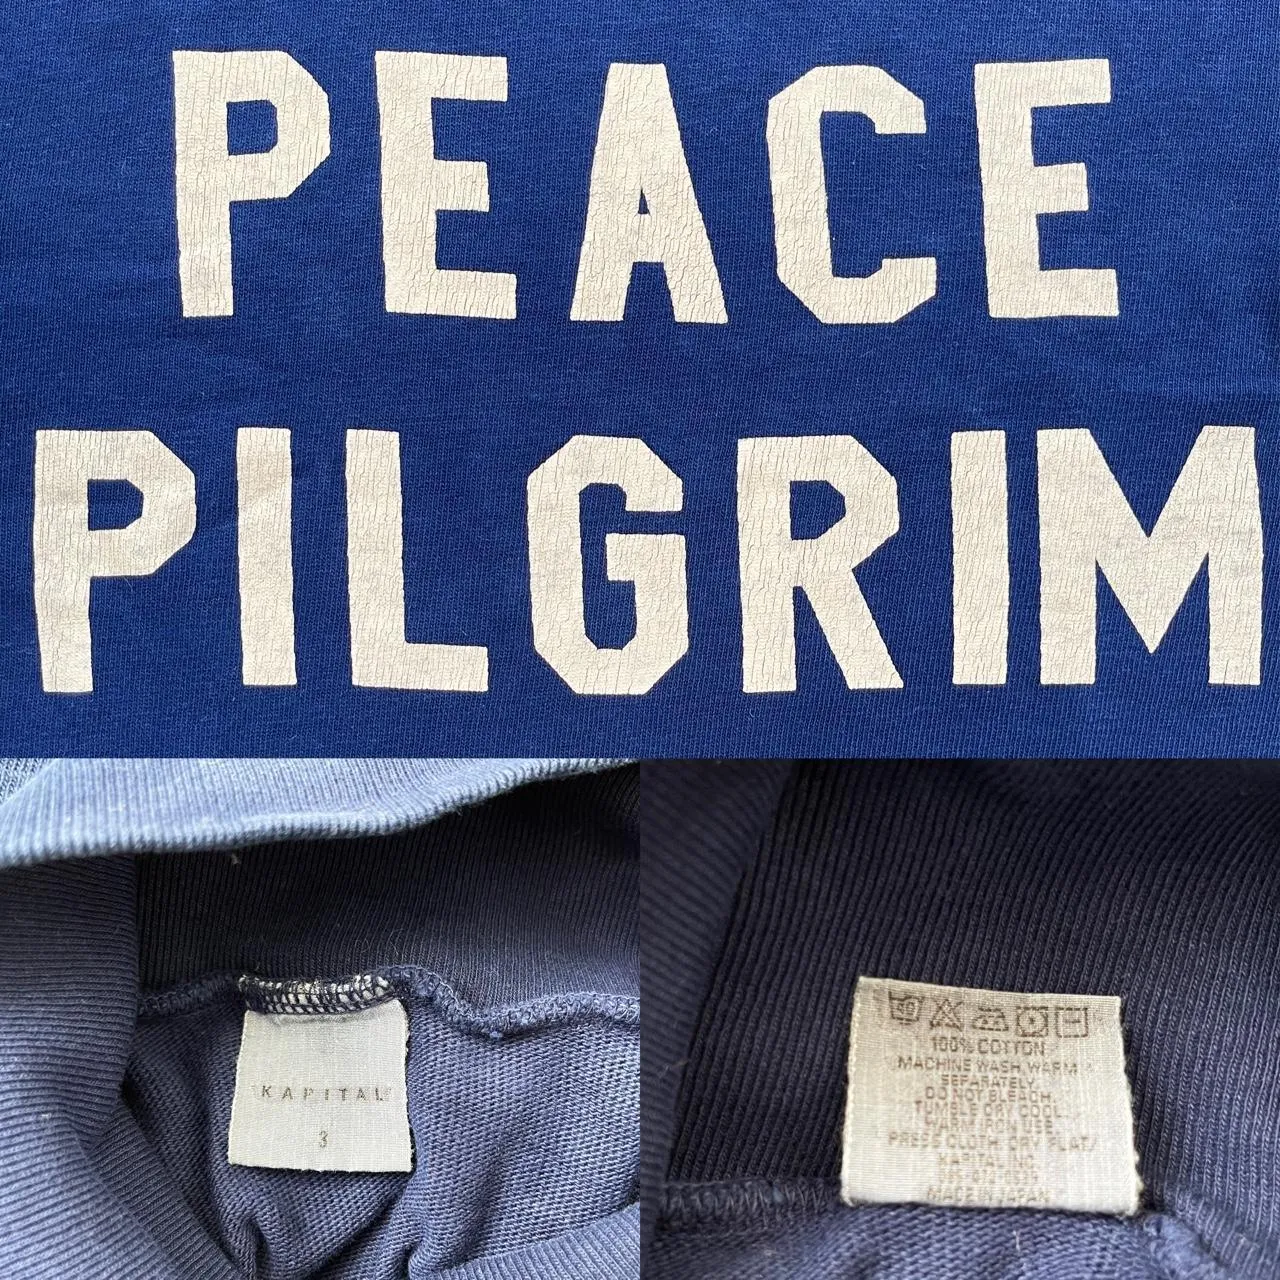 PEACE
PILGRIM
KAPITAL
3
100% COTTON
MACHINE WASH, WARM
SEPARATELY
DO NOT BLEACH.
TUMBLE DRY COOL.
WARM IRON USE
PRESS CLOTH. DRY FLAT/
KAPITAL INC.
MADE IN JAPAN